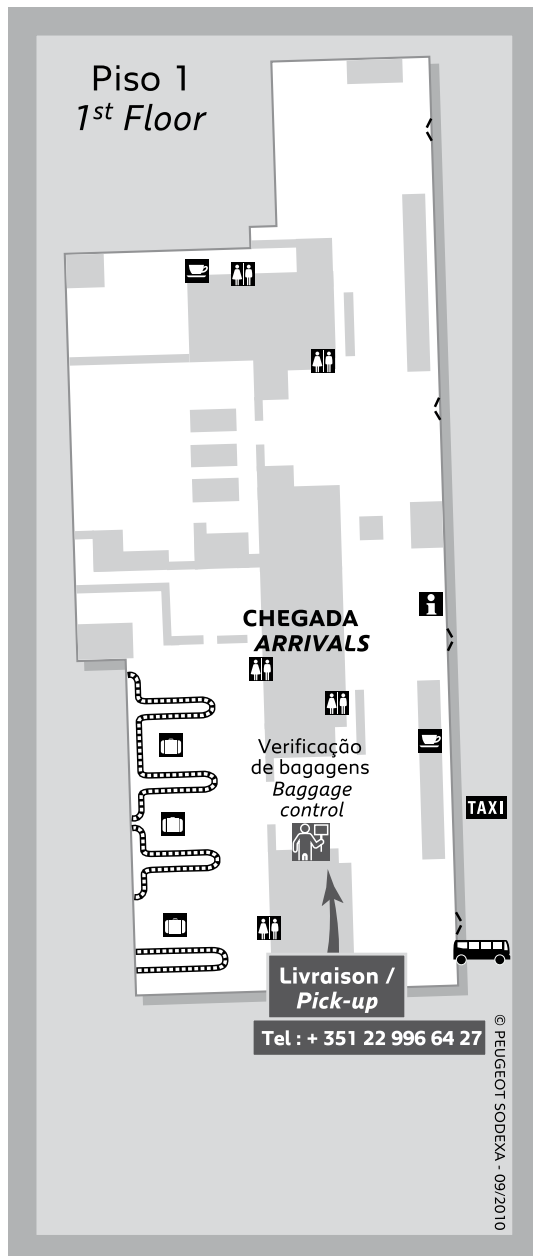 Piso 1
1st Floor
CHEGADA
ARRIVALS
Verificação
de bagagens
Baggage
control
TAXI
Livraison /
Pick-up
Tel : + 351 22 996 64 27
© PEUGEOT SODEXA - 09/2010